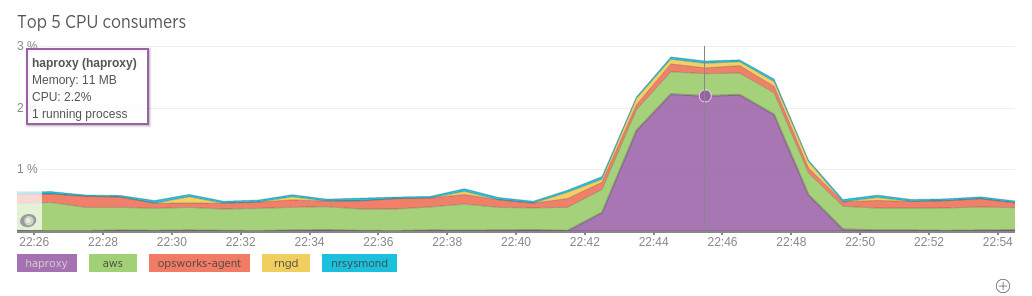 Top 5 CPU consumers
3 %
haproxy (haproxy)
Memory: 11 MB
CPU: 2.2%
1 running process
2
1 %
22:26 22:28 22:30 22:32 22:34 22:36 22:38 22:40 22:42 22:44 22:46 22:48 22:50 22:52 22:54
haproxy aws opsworks-agent rngd nrsysmond